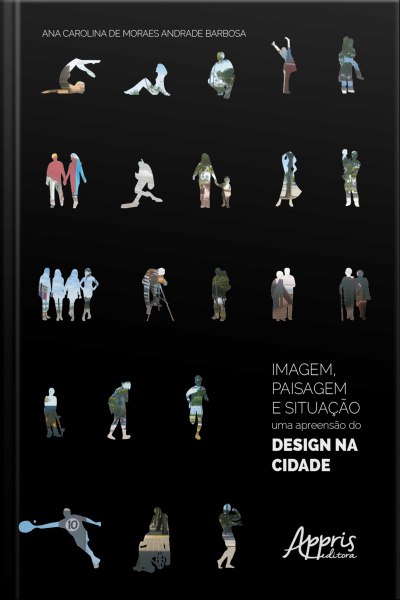 ANA CAROLINA DE MORAES ANDRADE BARBOSA
10
IMAGEM,
PAISAGEM
E SITUAÇÃO
uma apreensão do
DESIGN NA
CIDADE
Appris
editora